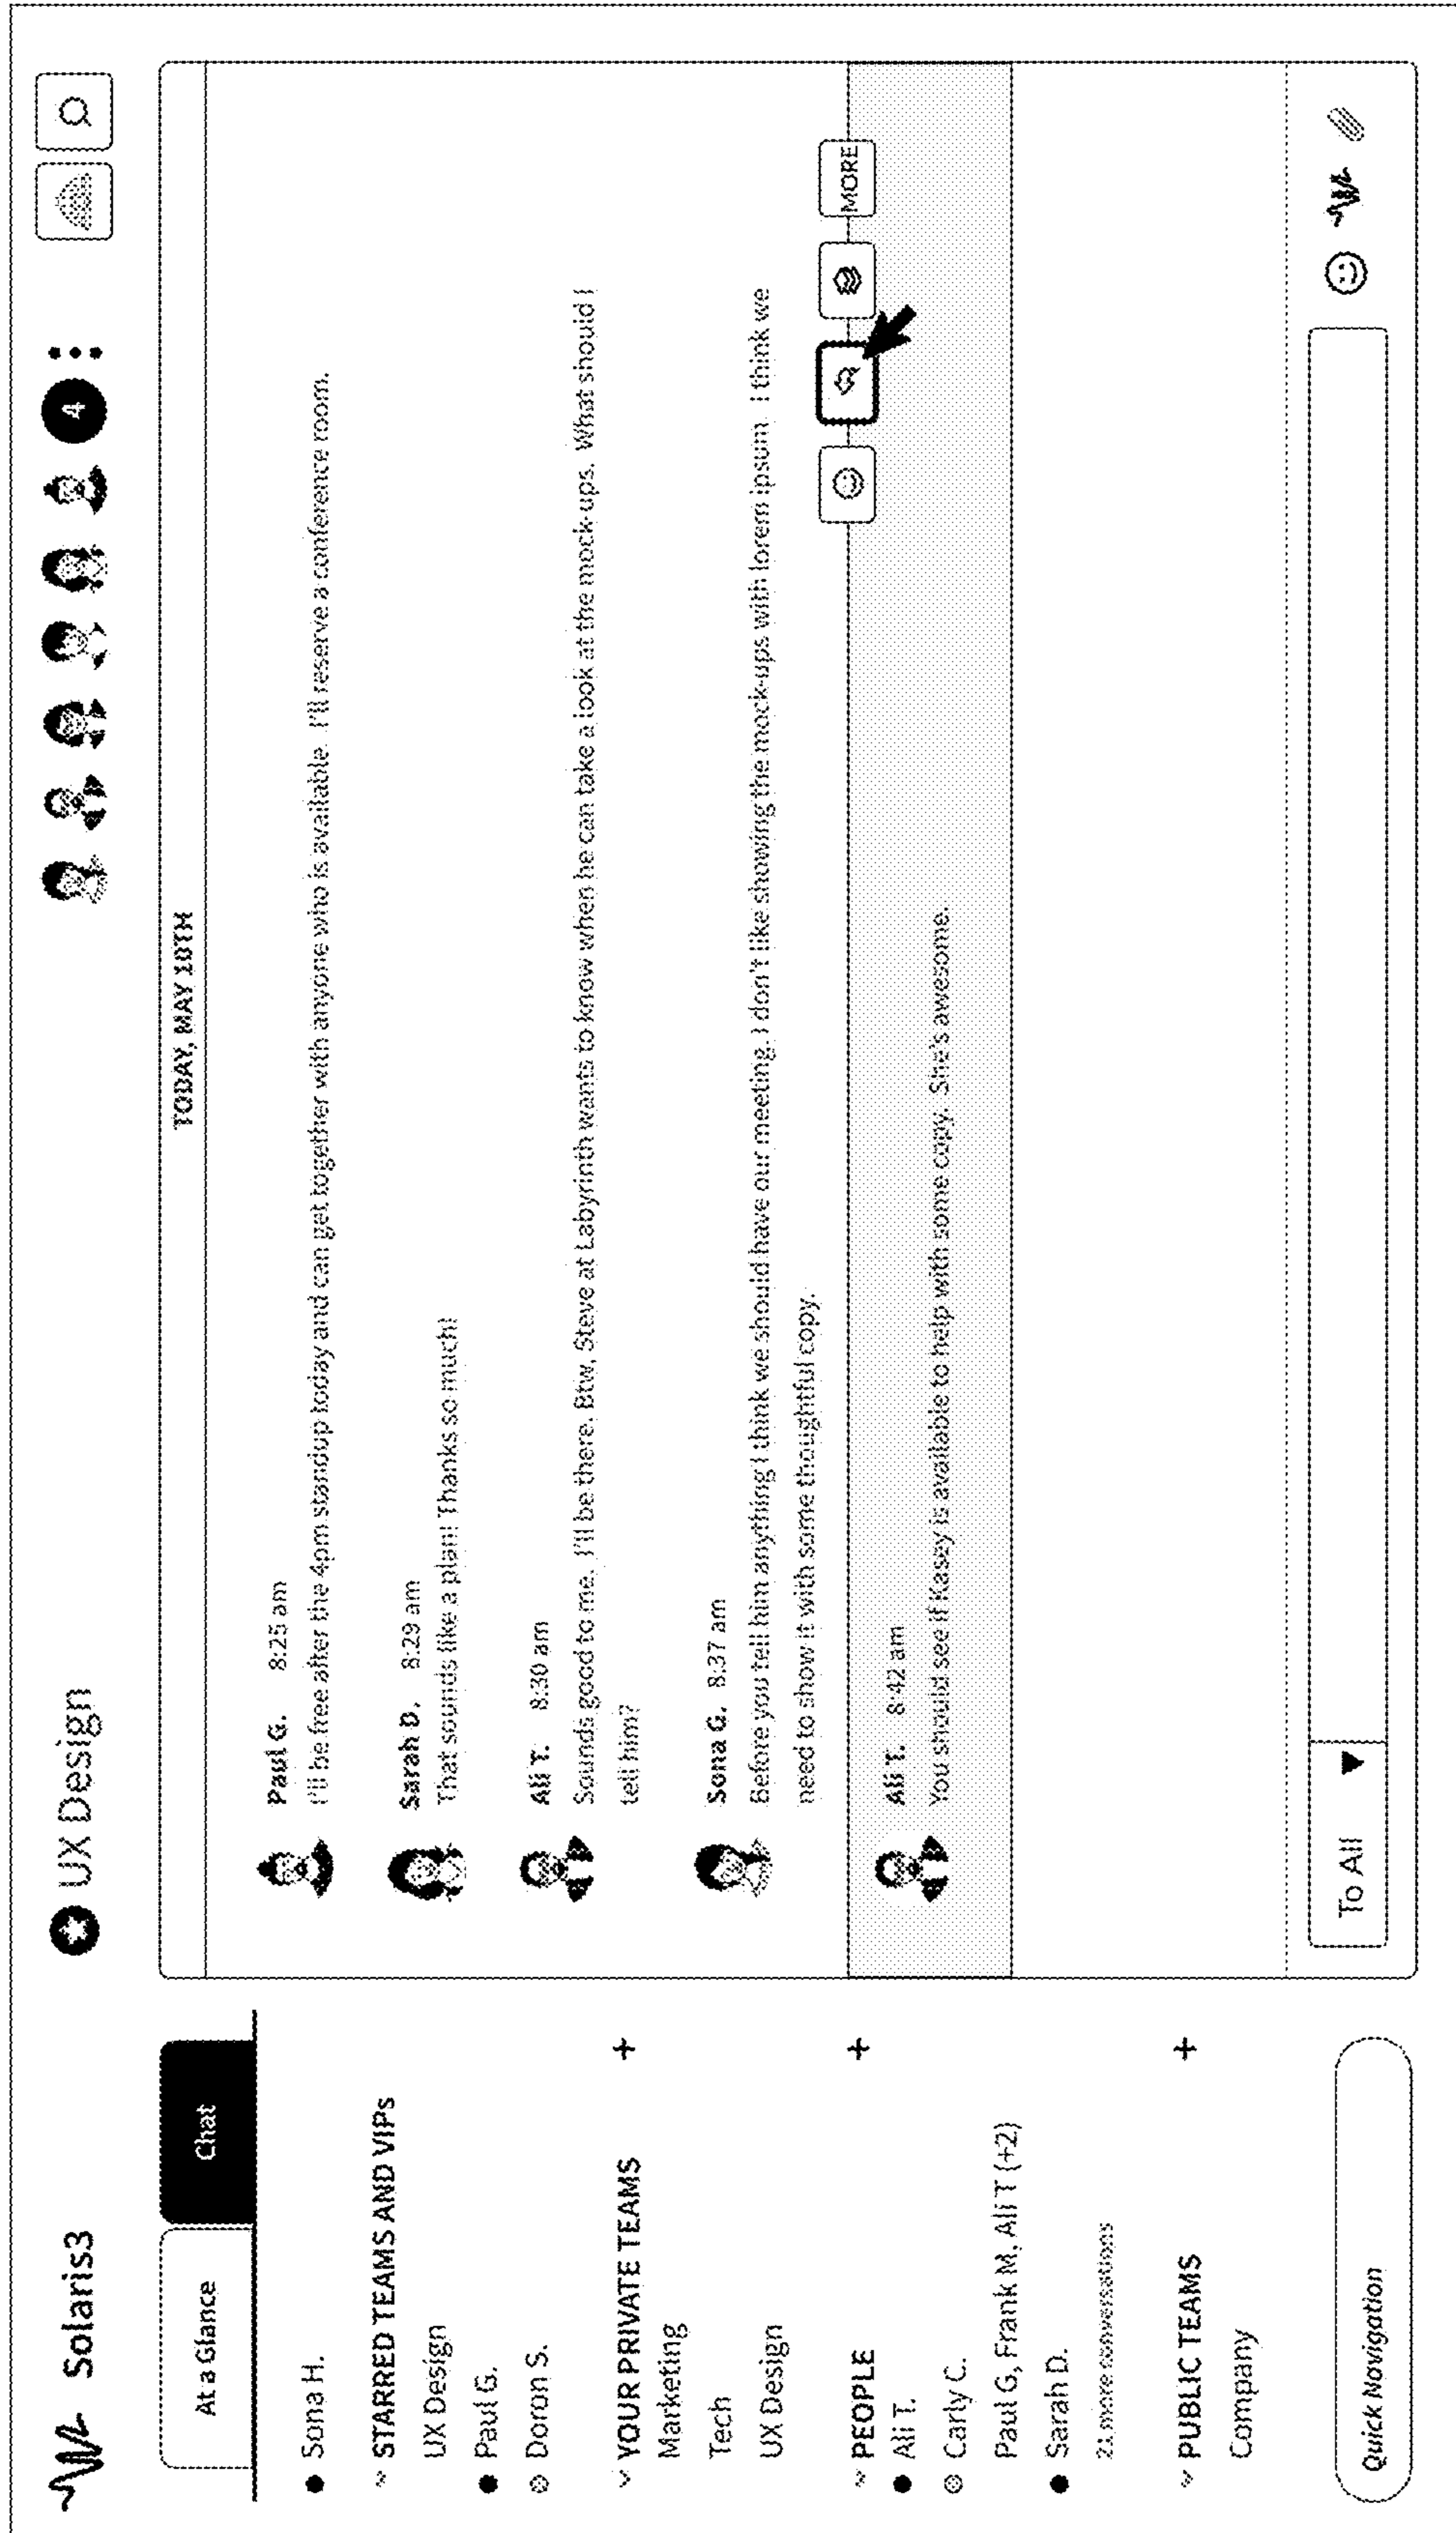 Solaris3
UX Design
4
At a Glance
Chat
Sona H.
STARRED TEAMS AND VIPs
UX Design
Paul G.
Doron S.
YOUR PRIVATE TEAMS
+
Marketing
Tech
UX Design
PEOPLE
+
Ali T.
Carly C.
Paul G, Frank M, Ali T (+2)
Sarah D.
21 more conversations
PUBLIC TEAMS
+
Company
Quick Navigation
TODAY, MAY 10TH
Paul G. 8:25 am
I'll be free after the 4pm standup today and can get together with anyone who is available. I'll reserve a conference room.
Sarah D. 8:29 am
That sounds like a plan! Thanks so much!
Ali T. 8:30 am
Sounds good to me. I'll be there. Btw, Steve at Labyrinth wants to know when he can take a look at the mock-ups. What should I
tell him?
Sona G. 8:37 am
Before you tell him anything I think we should have our meeting. I don't like showing the mock-ups with lorem ipsum. I think we
need to show it with some thoughtful copy.
MORE
Ali T. 8:42 am
You should see if Kasey is available to help with some copy. She's awesome.
To All